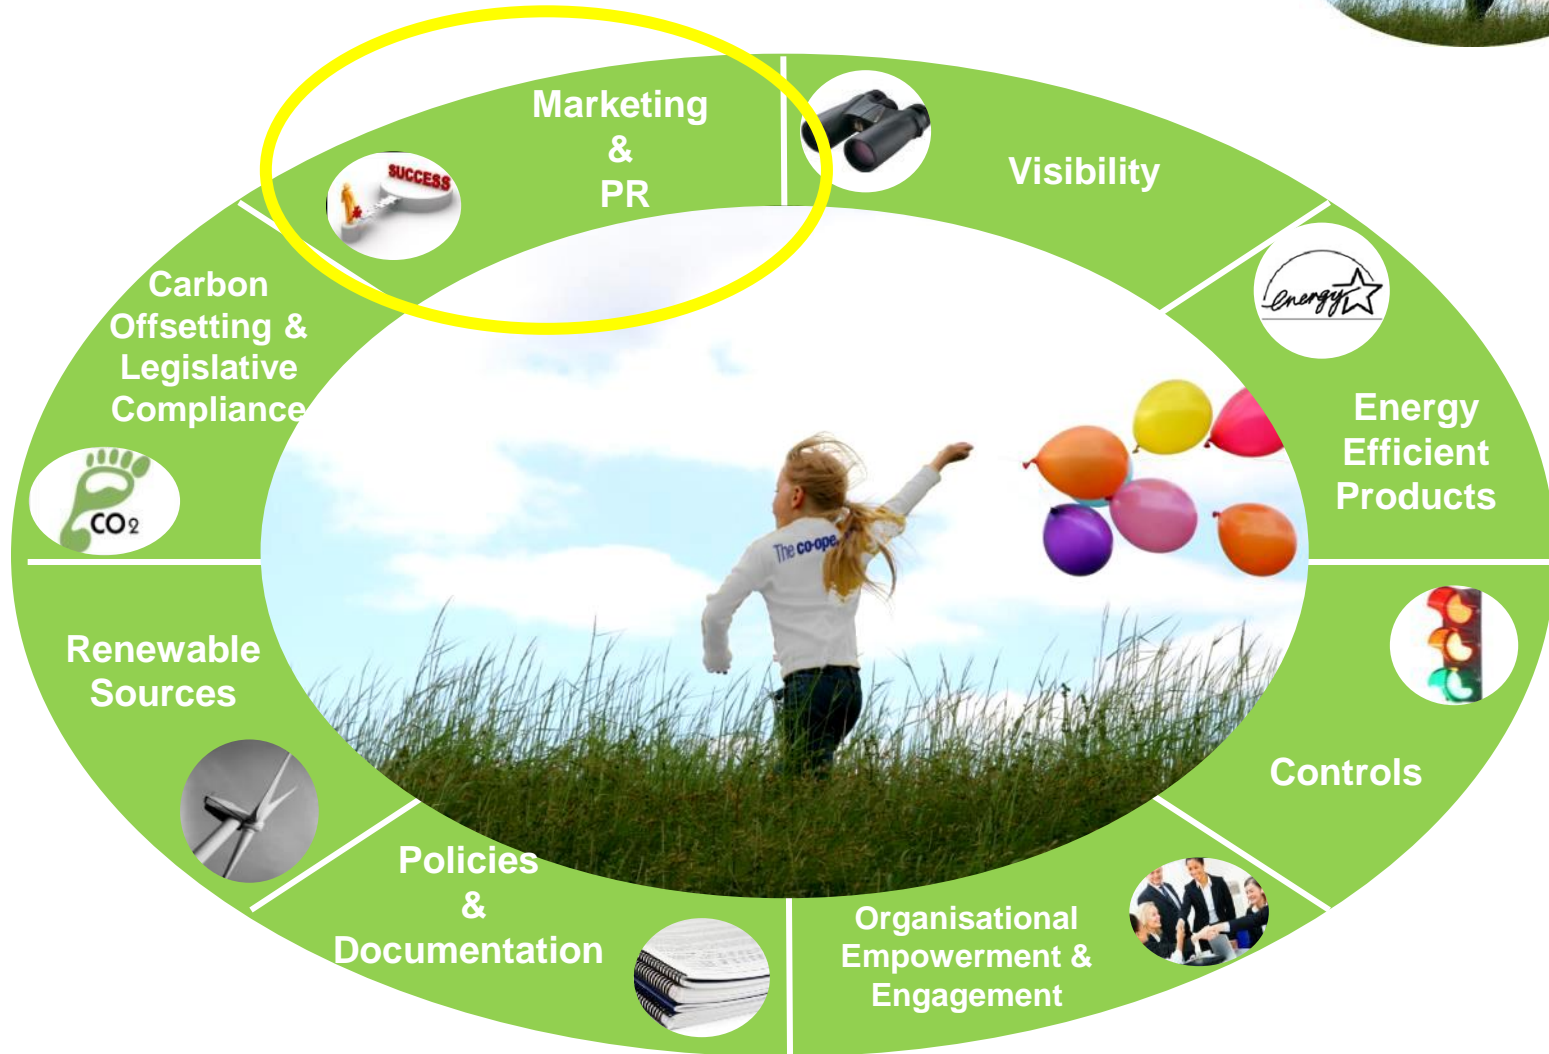 Marketing
&
PR
SUCCESS
Visibility
energy
Energy
Efficient
Products
Controls
Organisational
Empowerment &
Engagement
Policies
&
Documentation
Renewable
Sources
Carbon
Offsetting &
Legislative
Compliance
CO2
The co-ope